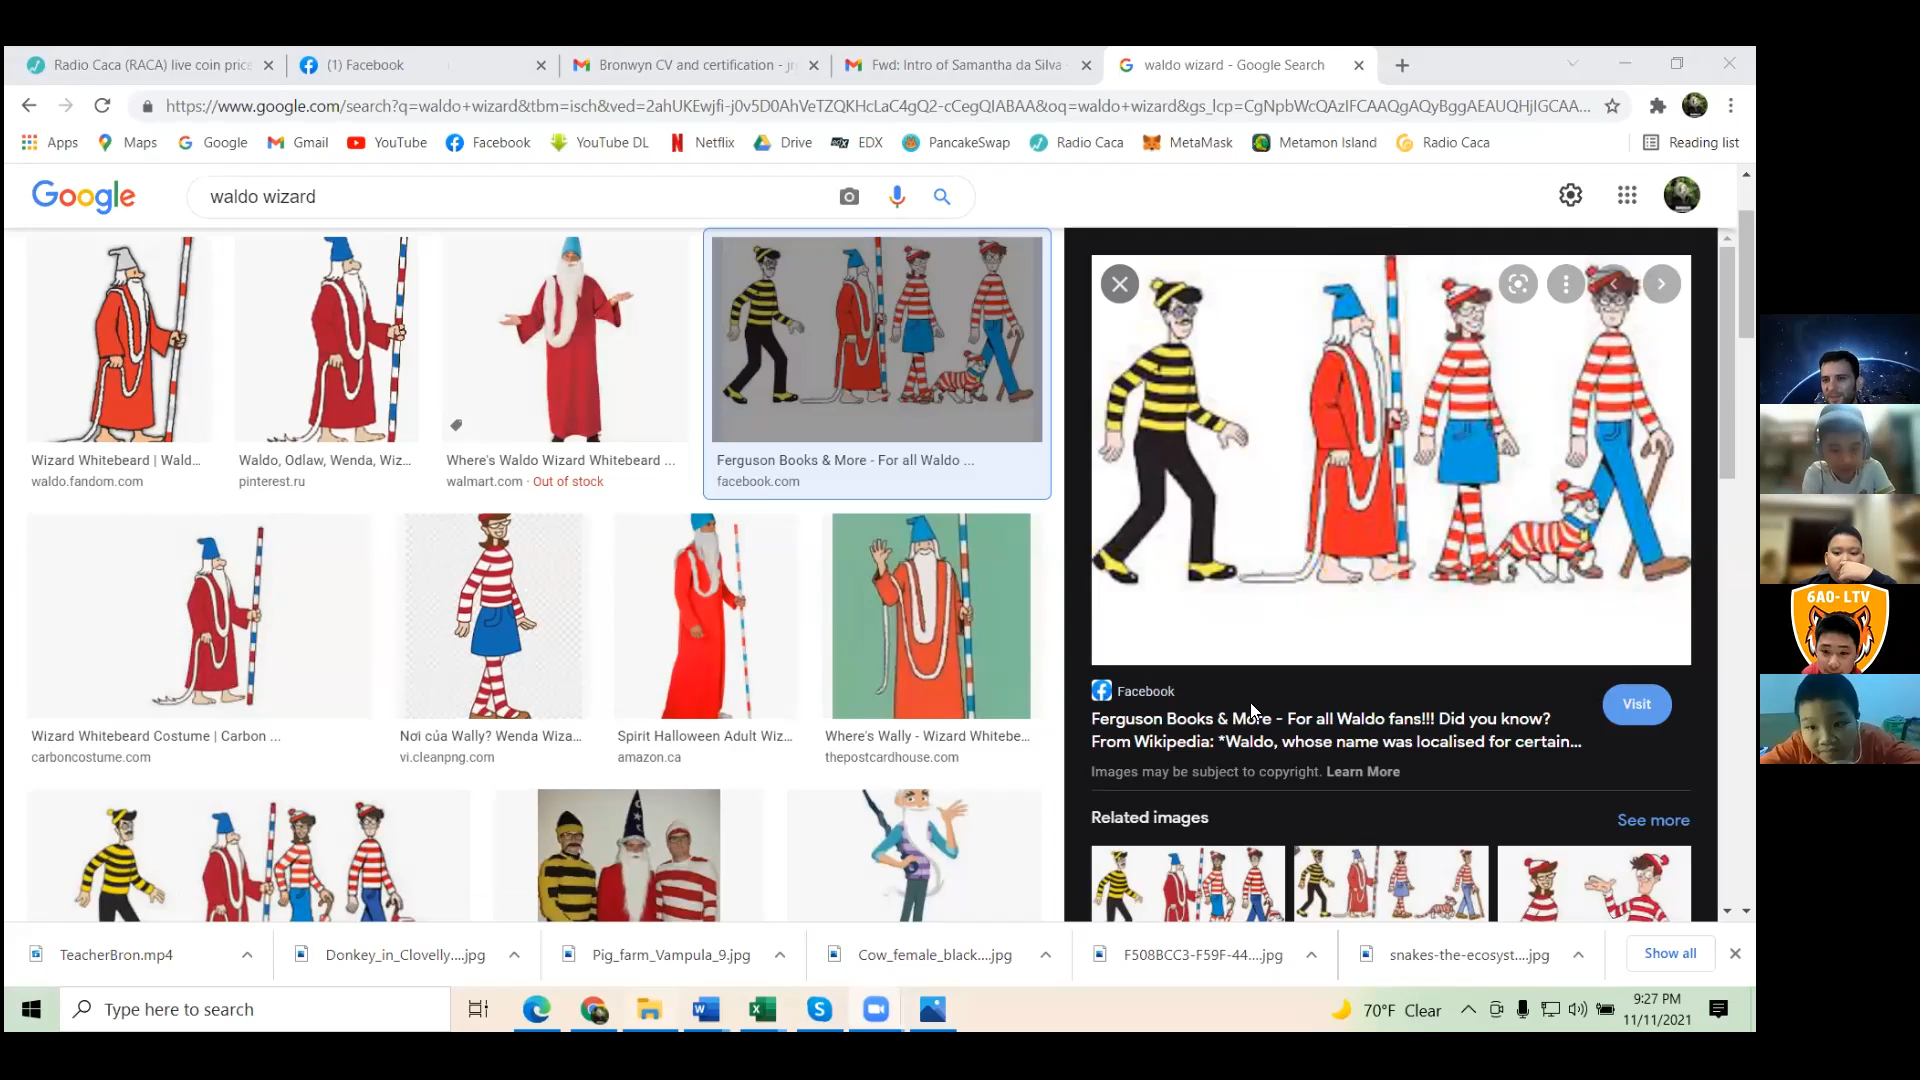 Radio Caca (RACA) live coin price
(1) Facebook
Bronwyn CV and certification - jr
Fwd: Intro of Samantha da Silva
waldo wizard - Google Search
https://www.google.com/search?q=waldo+wizard&tbm=isch&ved=2ahUKEwjfi-j0v5D0AhVeTZQKHcLaC4gQ2-cCegQIABAA&oq=waldo+wizard&gs_lcp=CgNpbWcQAzIFCAAQgAQyBggAEAUQHjIGCAA...
Apps
Maps
Google
Gmail
YouTube
Facebook
YouTube DL
Netflix
Drive
EDX
PancakeSwap
Radio Caca
MetaMask
Metamon Island
Radio Caca
Reading list
Google
waldo wizard
Wizard Whitebeard | Wald...
waldo.fandom.com
Waldo, Odlaw, Wenda, Wiz...
pinterest.ru
Where's Waldo Wizard Whitebeard ...
walmart.com · Out of stock
Ferguson Books & More - For all Waldo ...
facebook.com
Wizard Whitebeard Costume | Carbon ...
carboncostume.com
Nơi của Wally? Wenda Wiza...
vi.cleanpng.com
Spirit Halloween Adult Wiz...
amazon.ca
Where's Wally - Wizard Whitebe...
thepostcardhouse.com
Facebook
Ferguson Books & More - For all Waldo fans!!! Did you know?
From Wikipedia: *Waldo, whose name was localised for certain...
Visit
Images may be subject to copyright. Learn More
Related images
See more
6A0- LTV
TeacherBron.mp4
Donkey_in_Clovelly....jpg
Pig_farm_Vampula_9.jpg
Cow_female_black....jpg
F508BCC3-F59F-44....jpg
snakes-the-ecosyst....jpg
Show all
Type here to search
70°F Clear
9:27 PM
11/11/2021